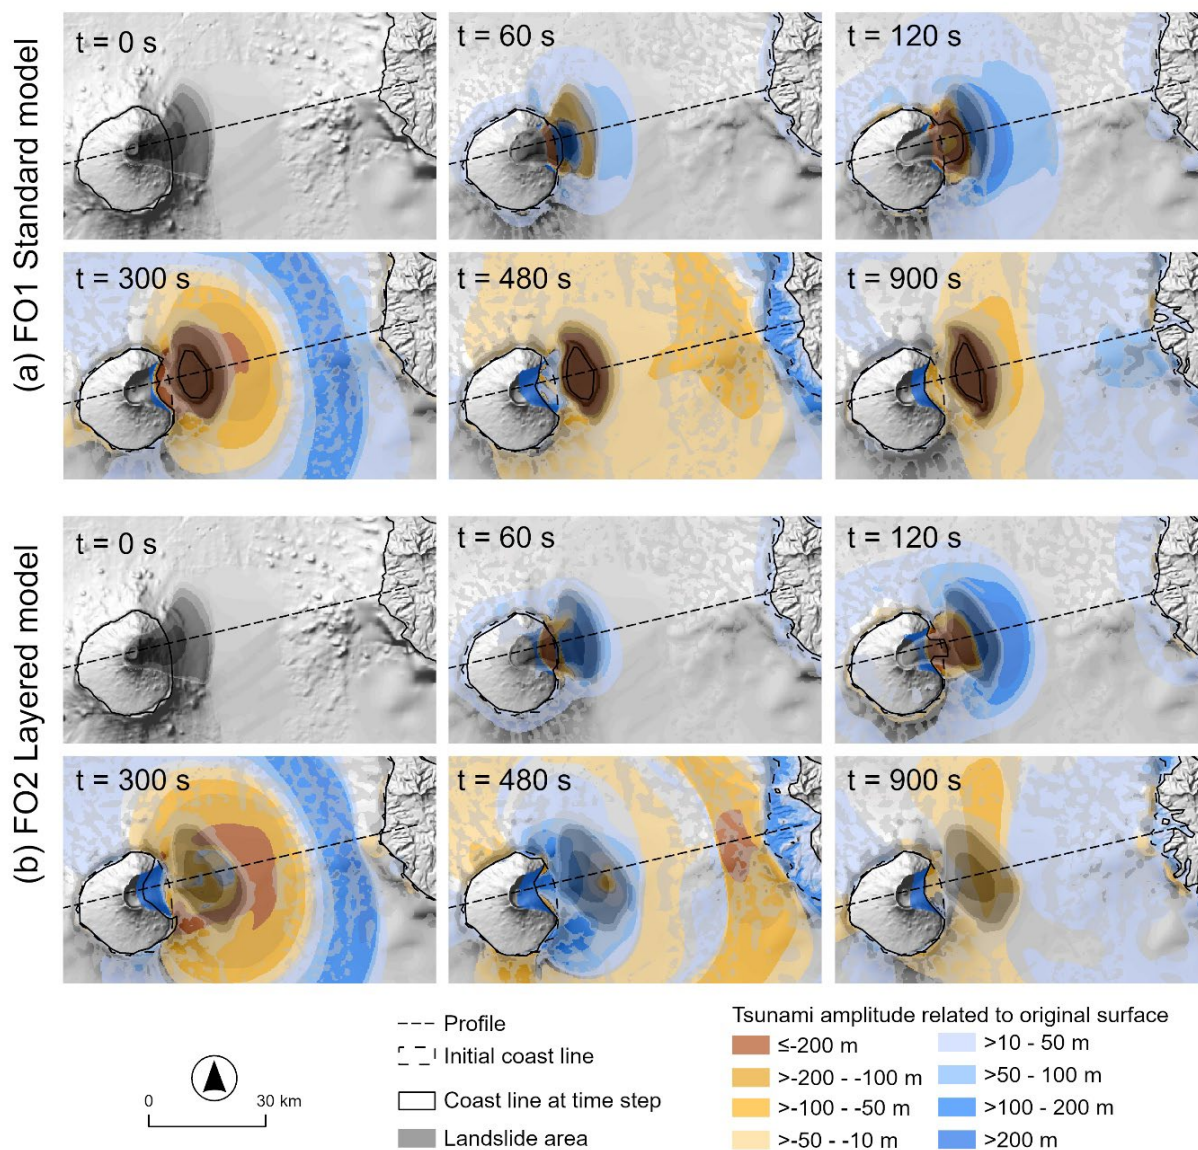 (a) FO1 Standard model
t = 0 s
t = 60 s
t = 120 s
t = 300 s
t = 480 s
t = 900 s
(b) FO2 Layered model
t = 0 s
t = 60 s
t = 120 s
t = 300 s
t = 480 s
t = 900 s
0 30 km
Profile
Initial coast line
Coast line at time step
Landslide area
Tsunami amplitude related to original surface
≤-200 m
>-200 - -100 m
>-100 - -50 m
>-50 - -10 m
>10 - 50 m
>50 - 100 m
>100 - 200 m
>200 m